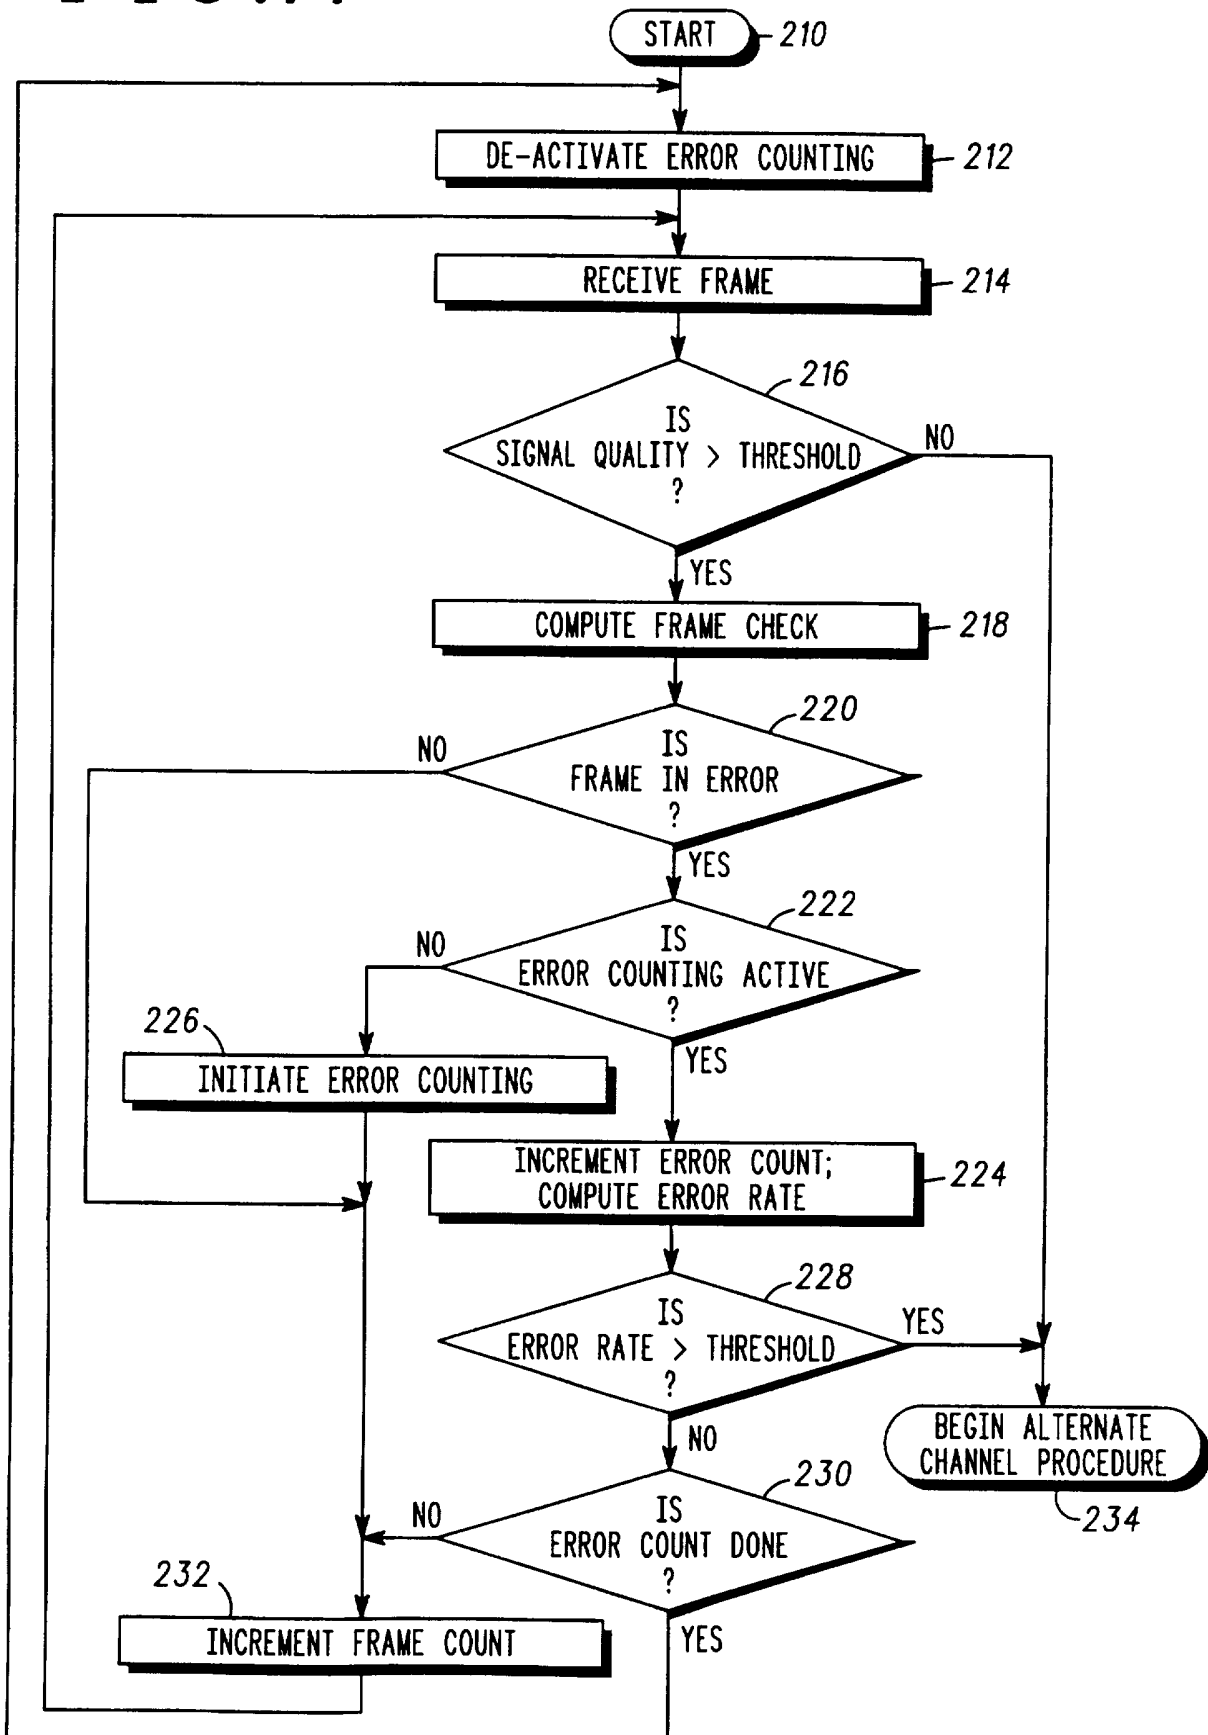 START
210
DE-ACTIVATE ERROR COUNTING
212
RECEIVE FRAME
214
216
IS
SIGNAL QUALITY > THRESHOLD
?
NO
YES
COMPUTE FRAME CHECK
218
220
NO
IS
FRAME IN ERROR
?
YES
222
NO
IS
ERROR COUNTING ACTIVE
?
YES
226
INITIATE ERROR COUNTING
INCREMENT ERROR COUNT;
COMPUTE ERROR RATE
224
228
IS
ERROR RATE > THRESHOLD
?
YES
NO
BEGIN ALTERNATE
CHANNEL PROCEDURE
234
230
NO
IS
ERROR COUNT DONE
?
YES
232
INCREMENT FRAME COUNT